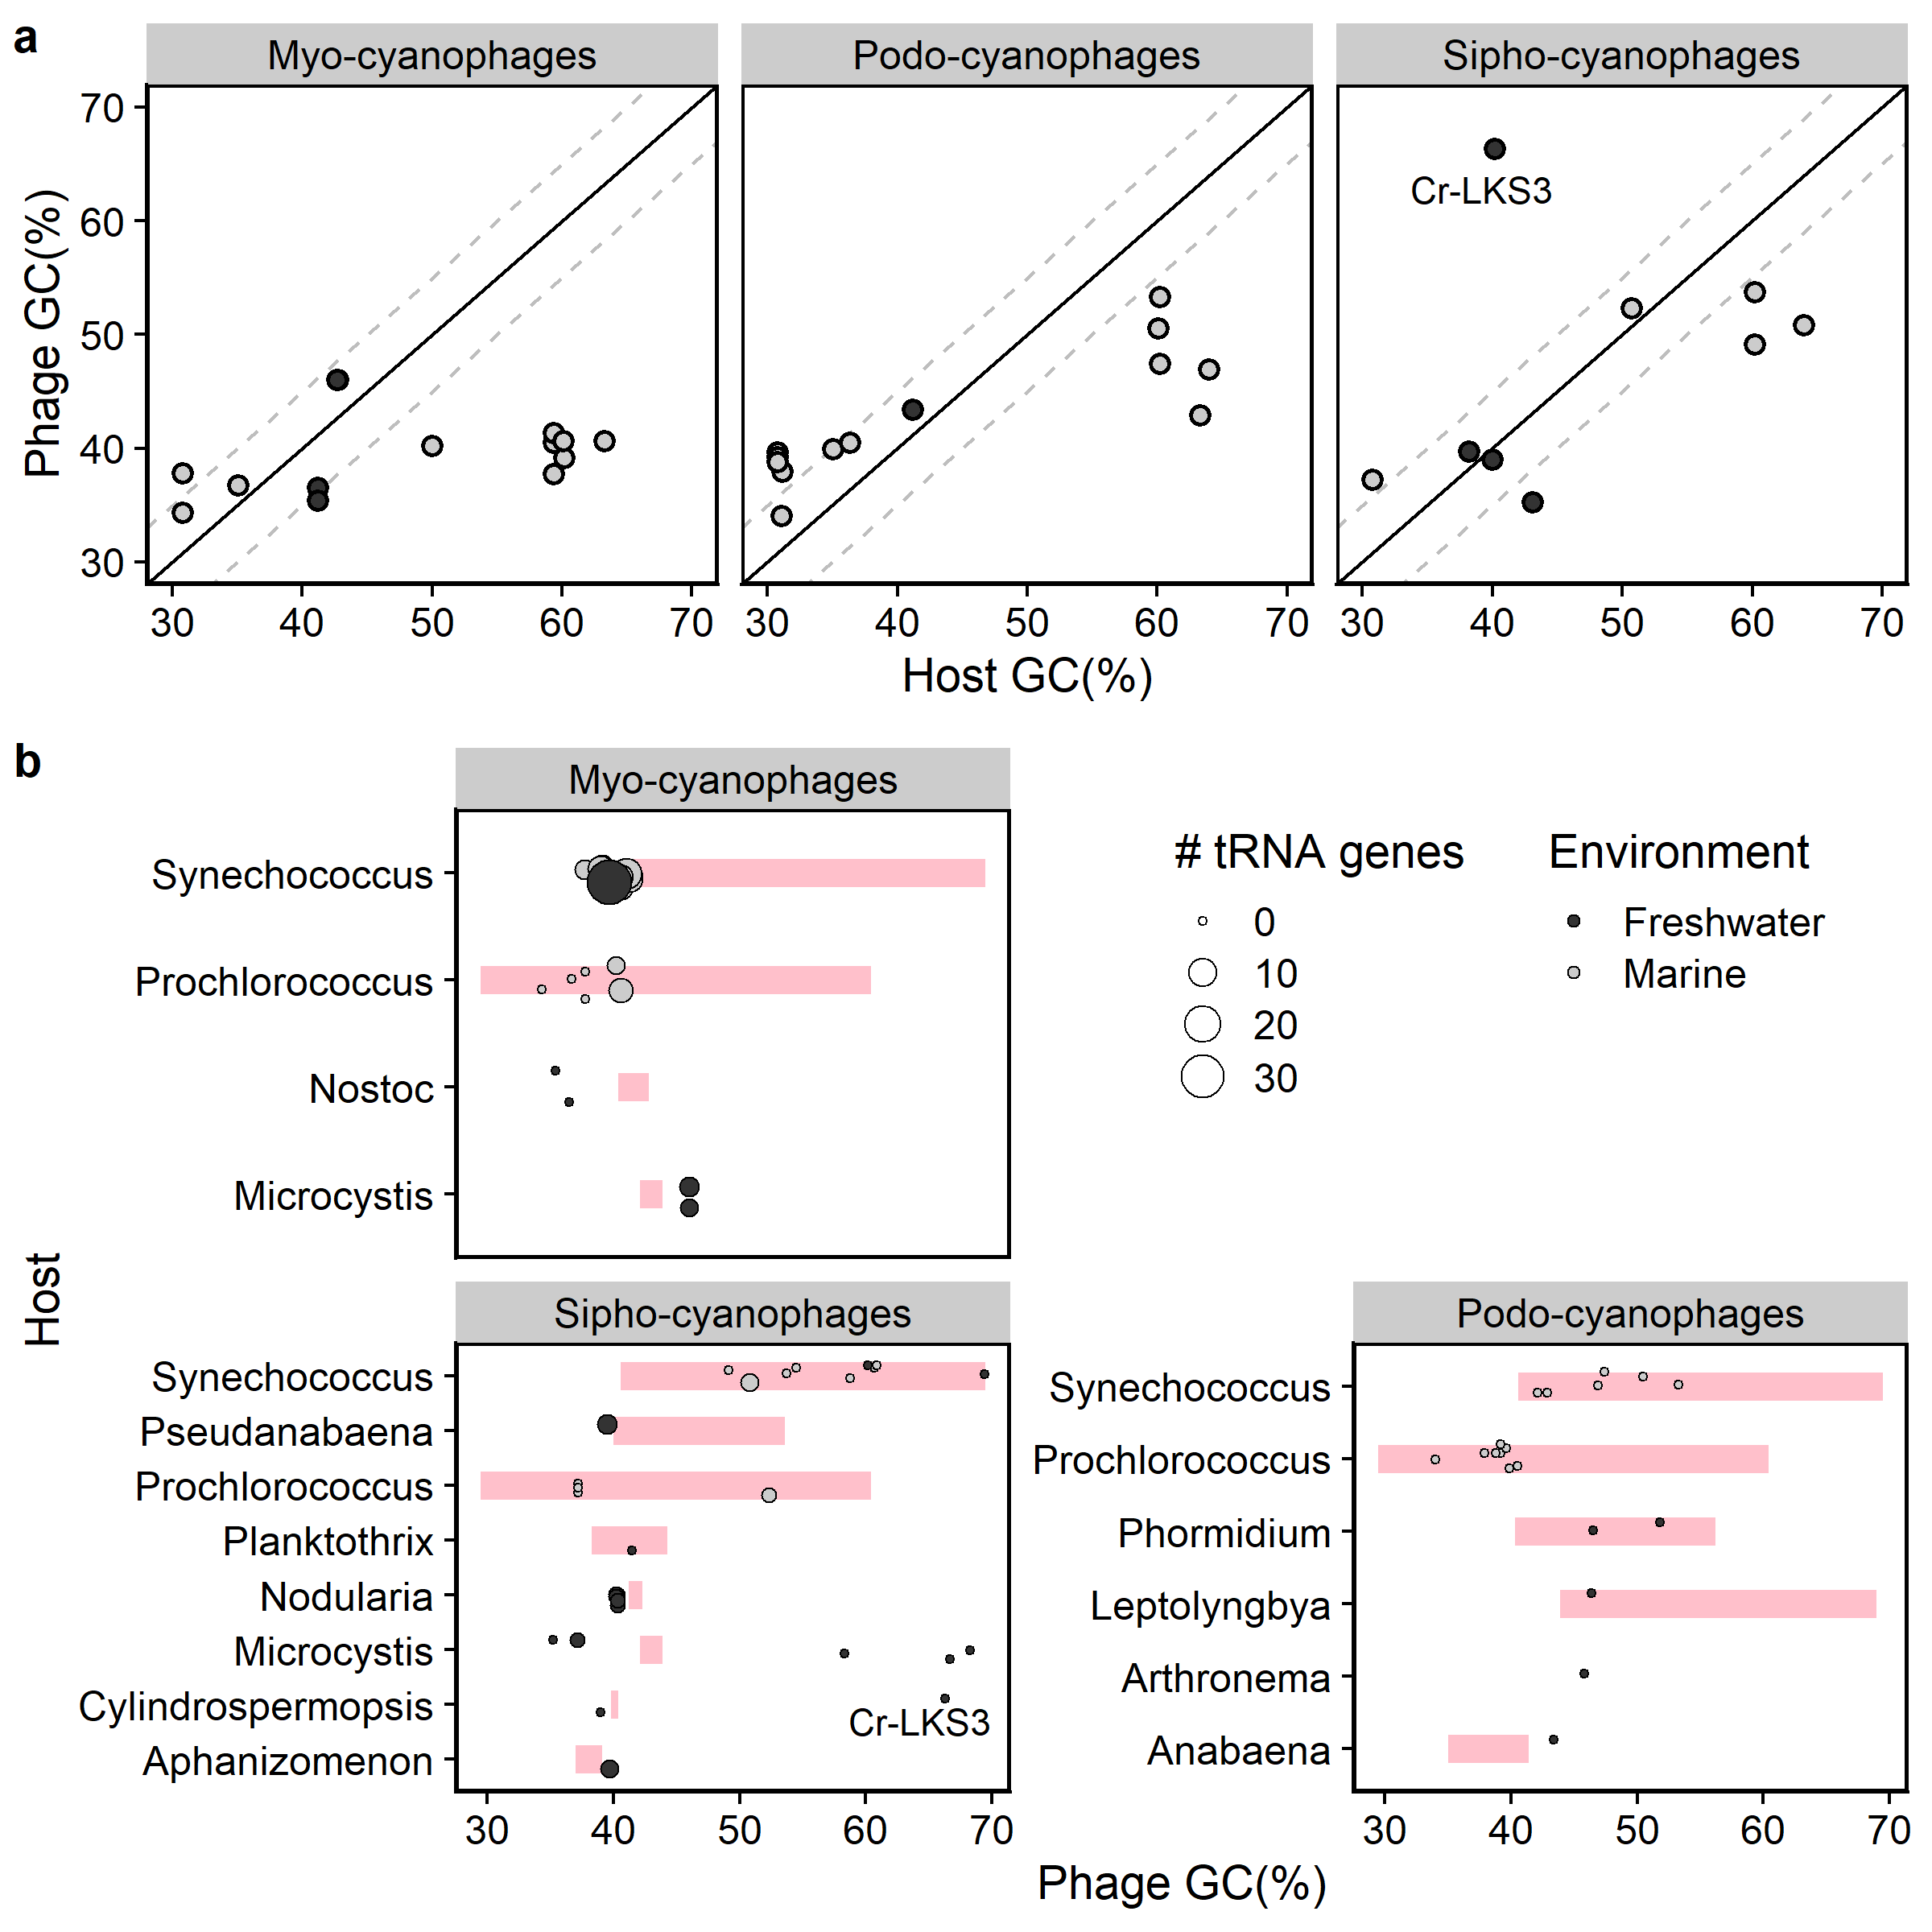 a
Myo-cyanophages Podo-cyanophages Sipho-cyanophages
70
60
50
40
30
Phage GC(%)
Cr-LKS3
30 40 50 60 70 30 40 50 60 70 30 40 50 60 70
Host GC(%)
b
Myo-cyanophages
Synechococcus
Prochlorococcus
Nostoc
Microcystis
# tRNA genes
0
10
20
30
Environment
Freshwater
Marine
Host
Sipho-cyanophages
Synechococcus
Pseudanabaena
Prochlorococcus
Planktothrix
Nodularia
Microcystis
Cylindrospermopsis
Aphanizomenon
Cr-LKS3
30 40 50 60 70
Podo-cyanophages
Synechococcus
Prochlorococcus
Phormidium
Leptolyngbya
Arthronema
Anabaena
30 40 50 60 70
Phage GC(%)